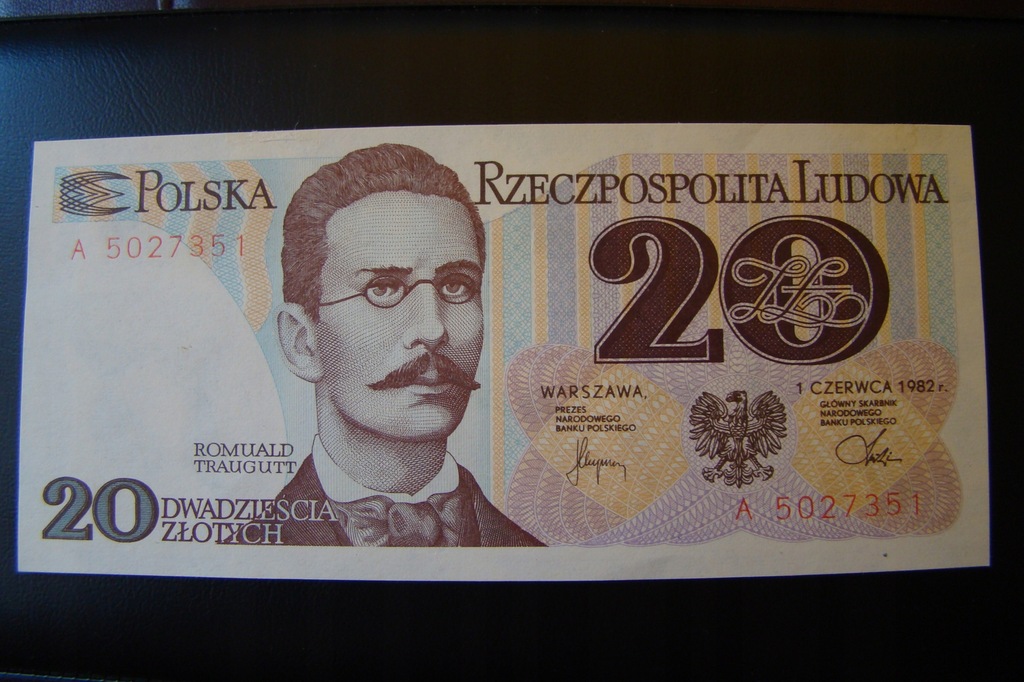 POLSKA RZECZPOSPOLITA LUDOWA
A 5027351
20
WARSZAWA, 1 CZERWCA 1982 r.
PREZES
NARODOWEGO
BANKU POLSKIEGO
GŁÓWNY SKARBNIK
NARODOWEGO
BANKU POLSKIEGO
ROMUALD
TRAUGUTT
A 5027351
20 DWADZIEŚCIA
ZŁOTYCH